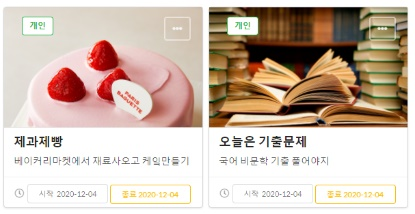 개인
PARIS
BAGUETTE
제과제빵
베이커리마켓에서 재료사오고 케잌만들기
시작 2020-12-04
종료 2020-12-04
개인
오늘은 기출문제
국어 비문학 기출 풀어야지
시작 2020-12-04
종료 2020-12-04